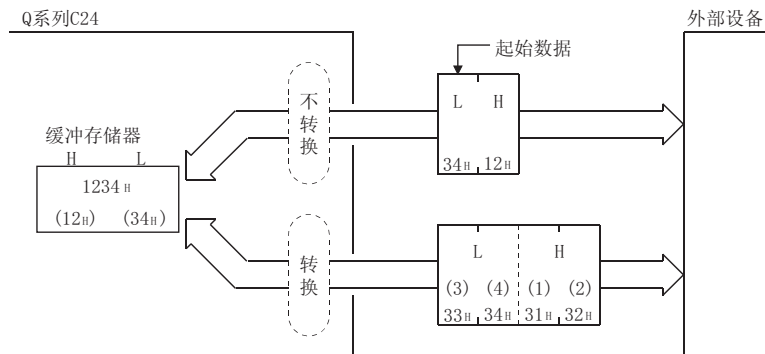 Q系列C24
外部设备
起始数据
L H
不转换
34H 12H
缓冲存储器
H L
1234H
(12H) (34H)
转换
L H
(3) (4) (1) (2)
33H 34H 31H 32H